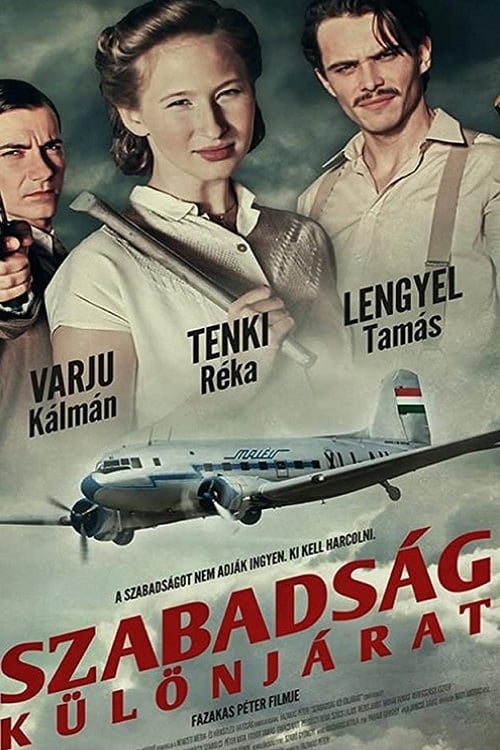 VARJU
Kálmán
TENKI
Réka
LENGYEL
Tamás
MALÉV
A SZABADSÁGOT NEM ADJÁK INGYEN. KI KELL HARCOLNI.
SZABADSÁG
KÜLÖNJÁRAT
FAZAKAS PÉTER FILMJE